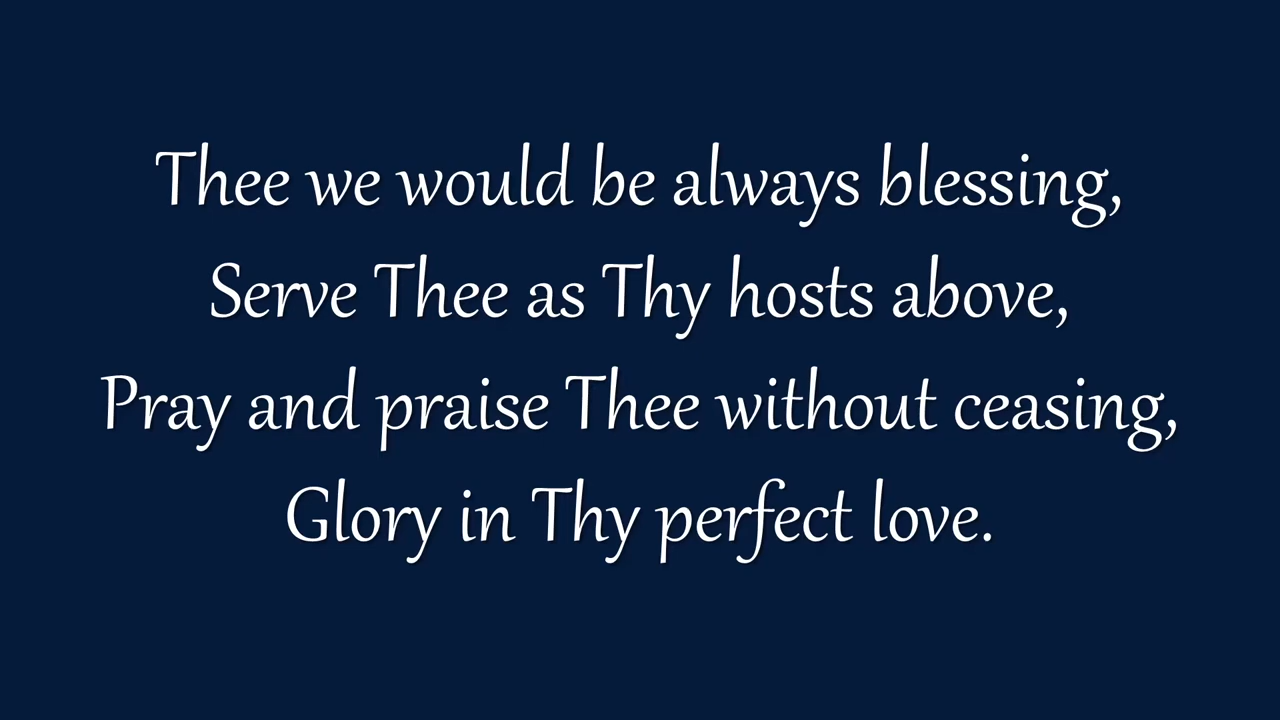 Thee we would be always blessing,
Serve Thee as Thy hosts above,
Pray and praise Thee without ceasing,
Glory in Thy perfect love.